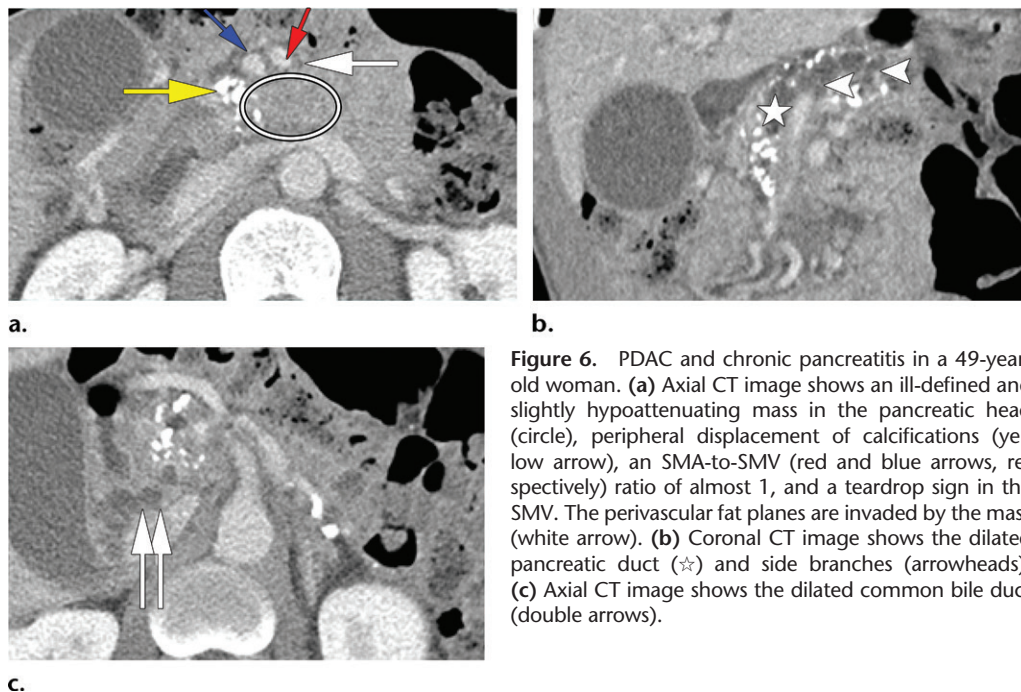 a.
b.
c.
Figure 6. PDAC and chronic pancreatitis in a 49-year
old woman. (a) Axial CT image shows an ill-defined and
slightly hypoattenuating mass in the pancreatic head
(circle), peripheral displacement of calcifications (yel
low arrow), an SMA-to-SMV (red and blue arrows, re
spectively) ratio of almost 1, and a teardrop sign in the
SMV. The perivascular fat planes are invaded by the mass
(white arrow). (b) Coronal CT image shows the dilated
pancreatic duct (☆) and side branches (arrowheads)
(c) Axial CT image shows the dilated common bile duct
(double arrows).